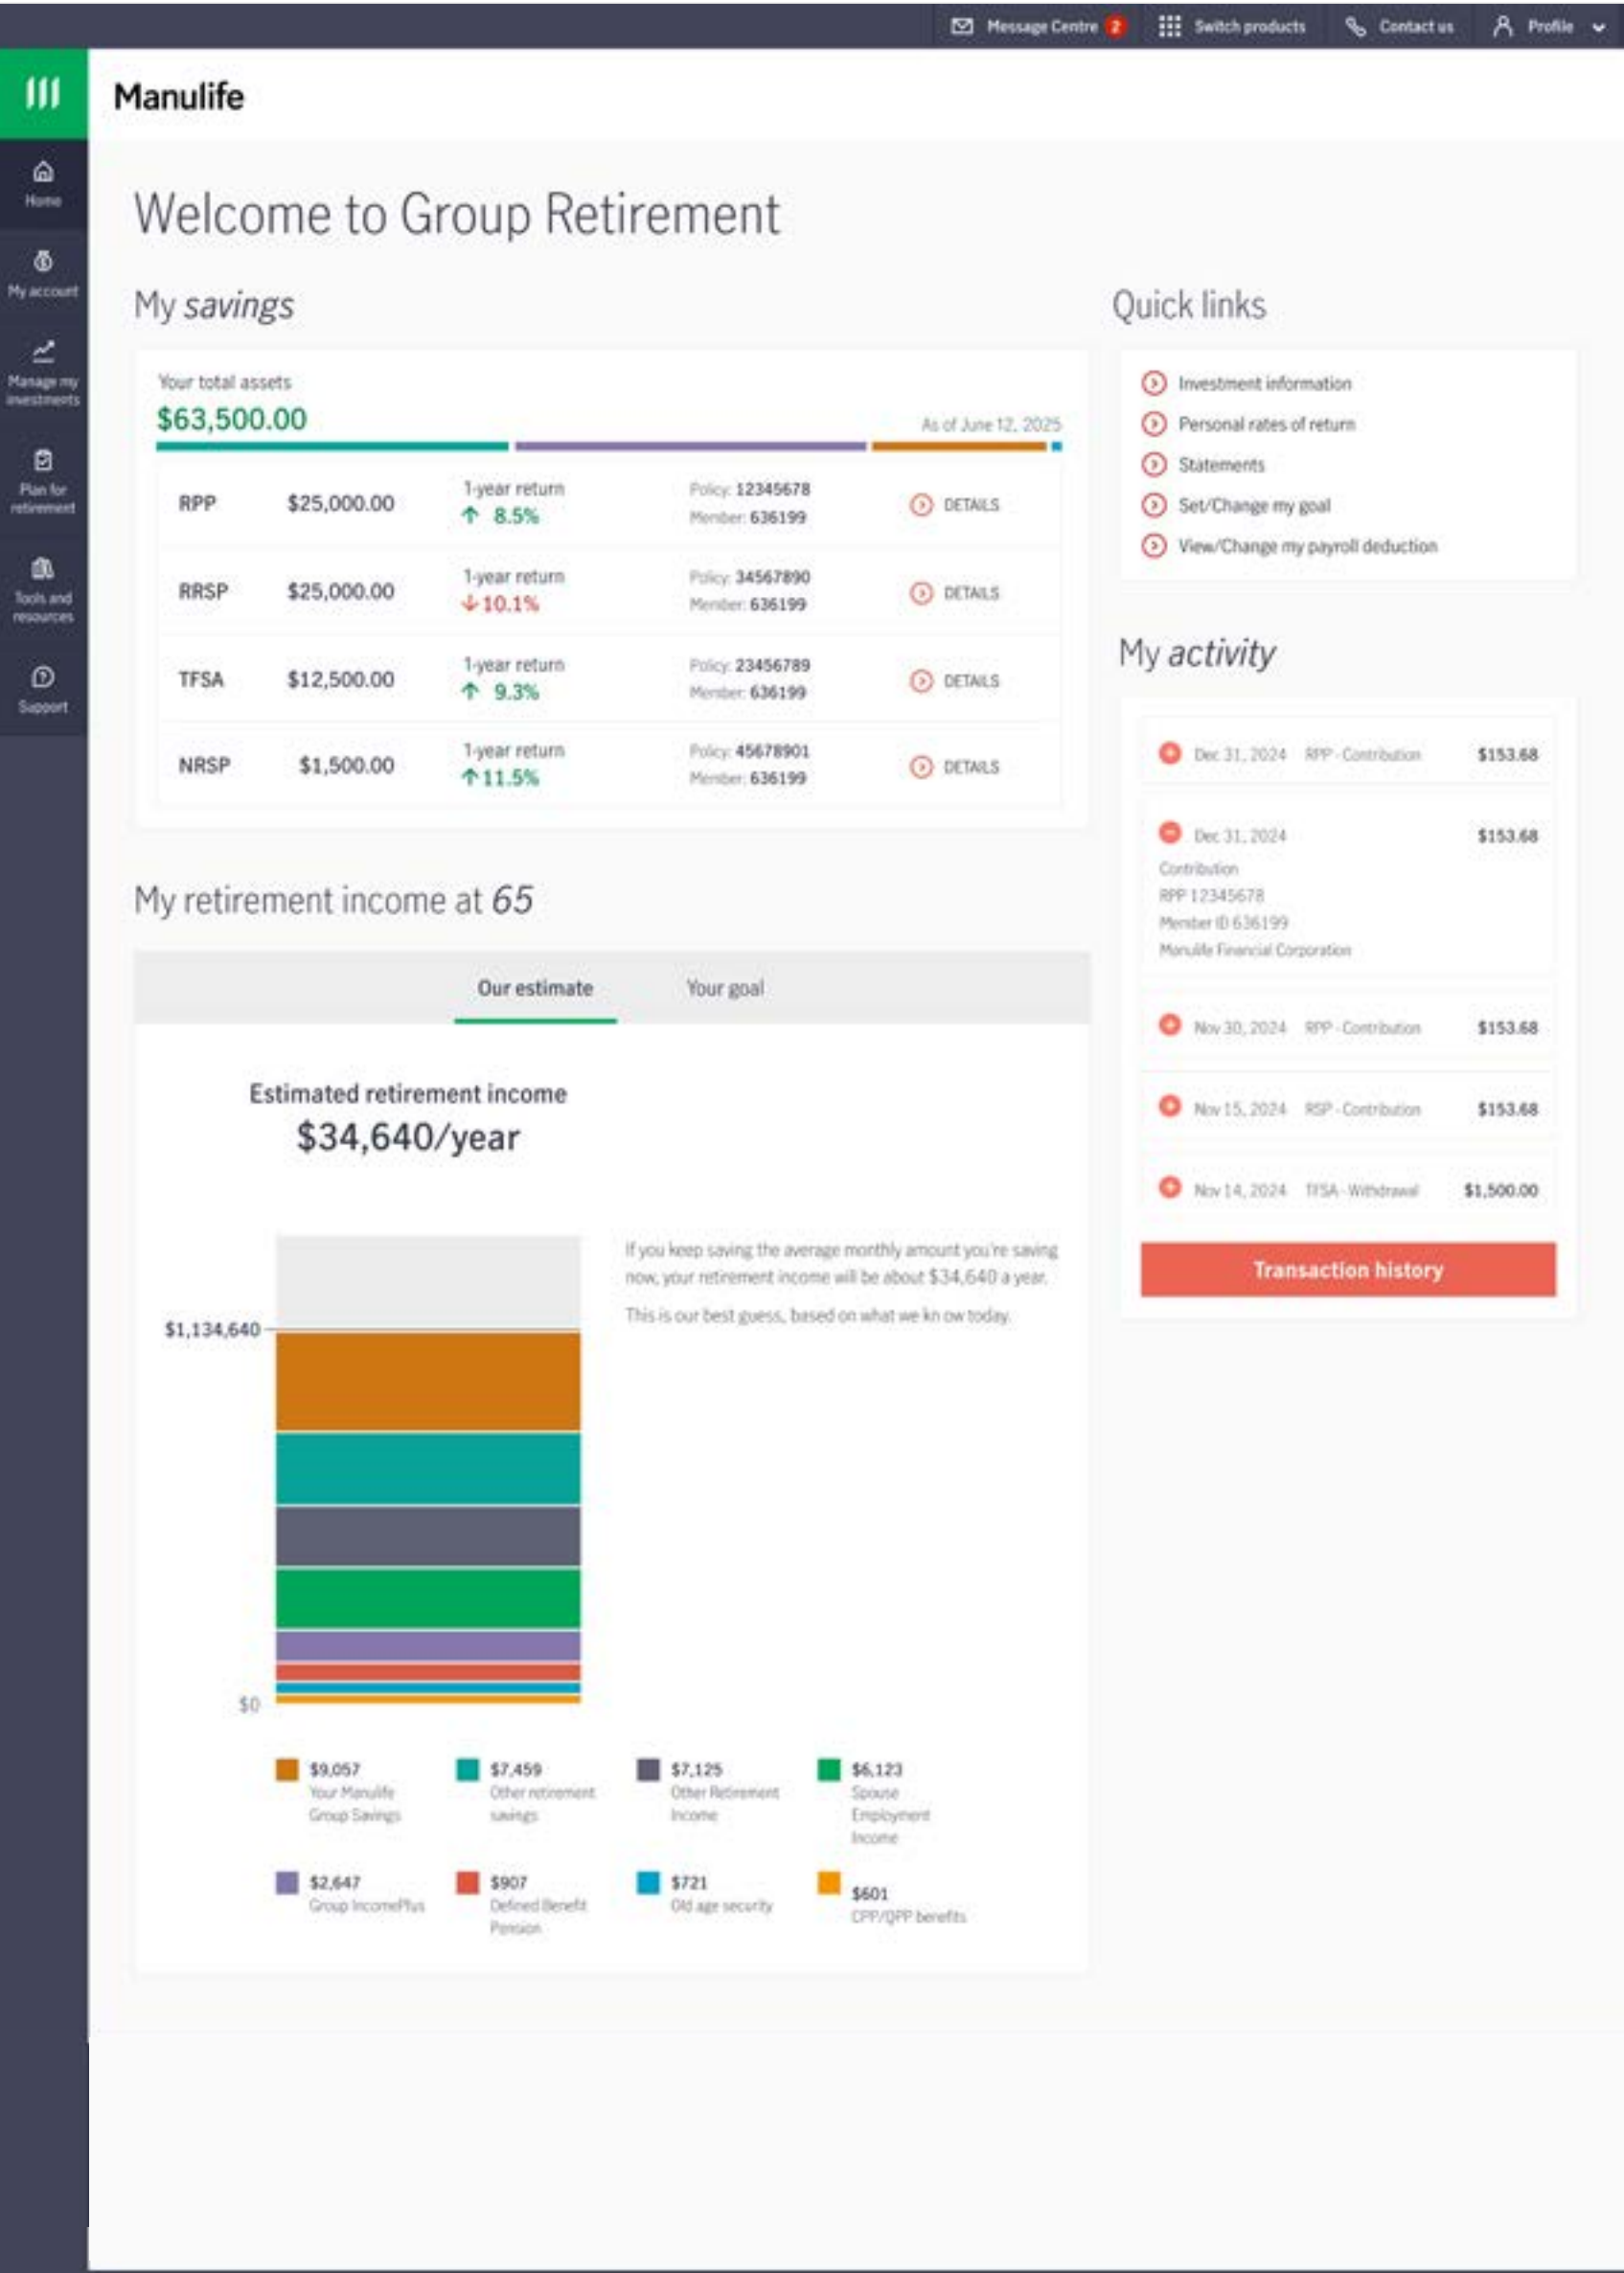 Message Centre 2 Switch products Contact us Profile
Manulife
Home
My account
Manage my
investments
Plan for
retirement
Tools and
resources
Support
Welcome to Group Retirement
My savings
Your total assets
$63,500.00
As of June 12, 2025
RPP $25,000.00 1-year return 8.5% Policy: 12345678 Member: 636199 DETAILS
RRSP $25,000.00 1-year return 10.1% Policy: 34567890 Member: 636199 DETAILS
TFSA $12,500.00 1-year return 9.3% Policy: 23456789 Member: 636199 DETAILS
NRSP $1,500.00 1-year return 11.5% Policy: 45678901 Member: 636199 DETAILS
Quick links
Investment information
Personal rates of return
Statements
Set/Change my goal
View/Change my payroll deduction
My activity
Dec 31, 2024 RPP - Contribution $153.68
Dec 31, 2024 $153.68
Contribution
RPP 12345678
Member ID 636199
Manulife Financial Corporation
Nov 30, 2024 RPP - Contribution $153.68
Nov 15, 2024 RSP - Contribution $153.68
Nov 14, 2024 TFSA - Withdrawal $1,500.00
Transaction history
My retirement income at 65
Our estimate Your goal
Estimated retirement income
$34,640/year
If you keep saving the average monthly amount you're saving
now, your retirement income will be about $34,640 a year.
This is our best guess, based on what we kn ow today.
$1,134,640
$0
$9,057
Your Manulife
Group Savings
$7,459
Other retirement
savings
$7,125
Other Retirement
Income
$6,123
Spouse
Employment
Income
$2,647
Group IncomePlus
$907
Defined Benefit
Pension
$721
Old age security
$601
CPP/QPP benefits